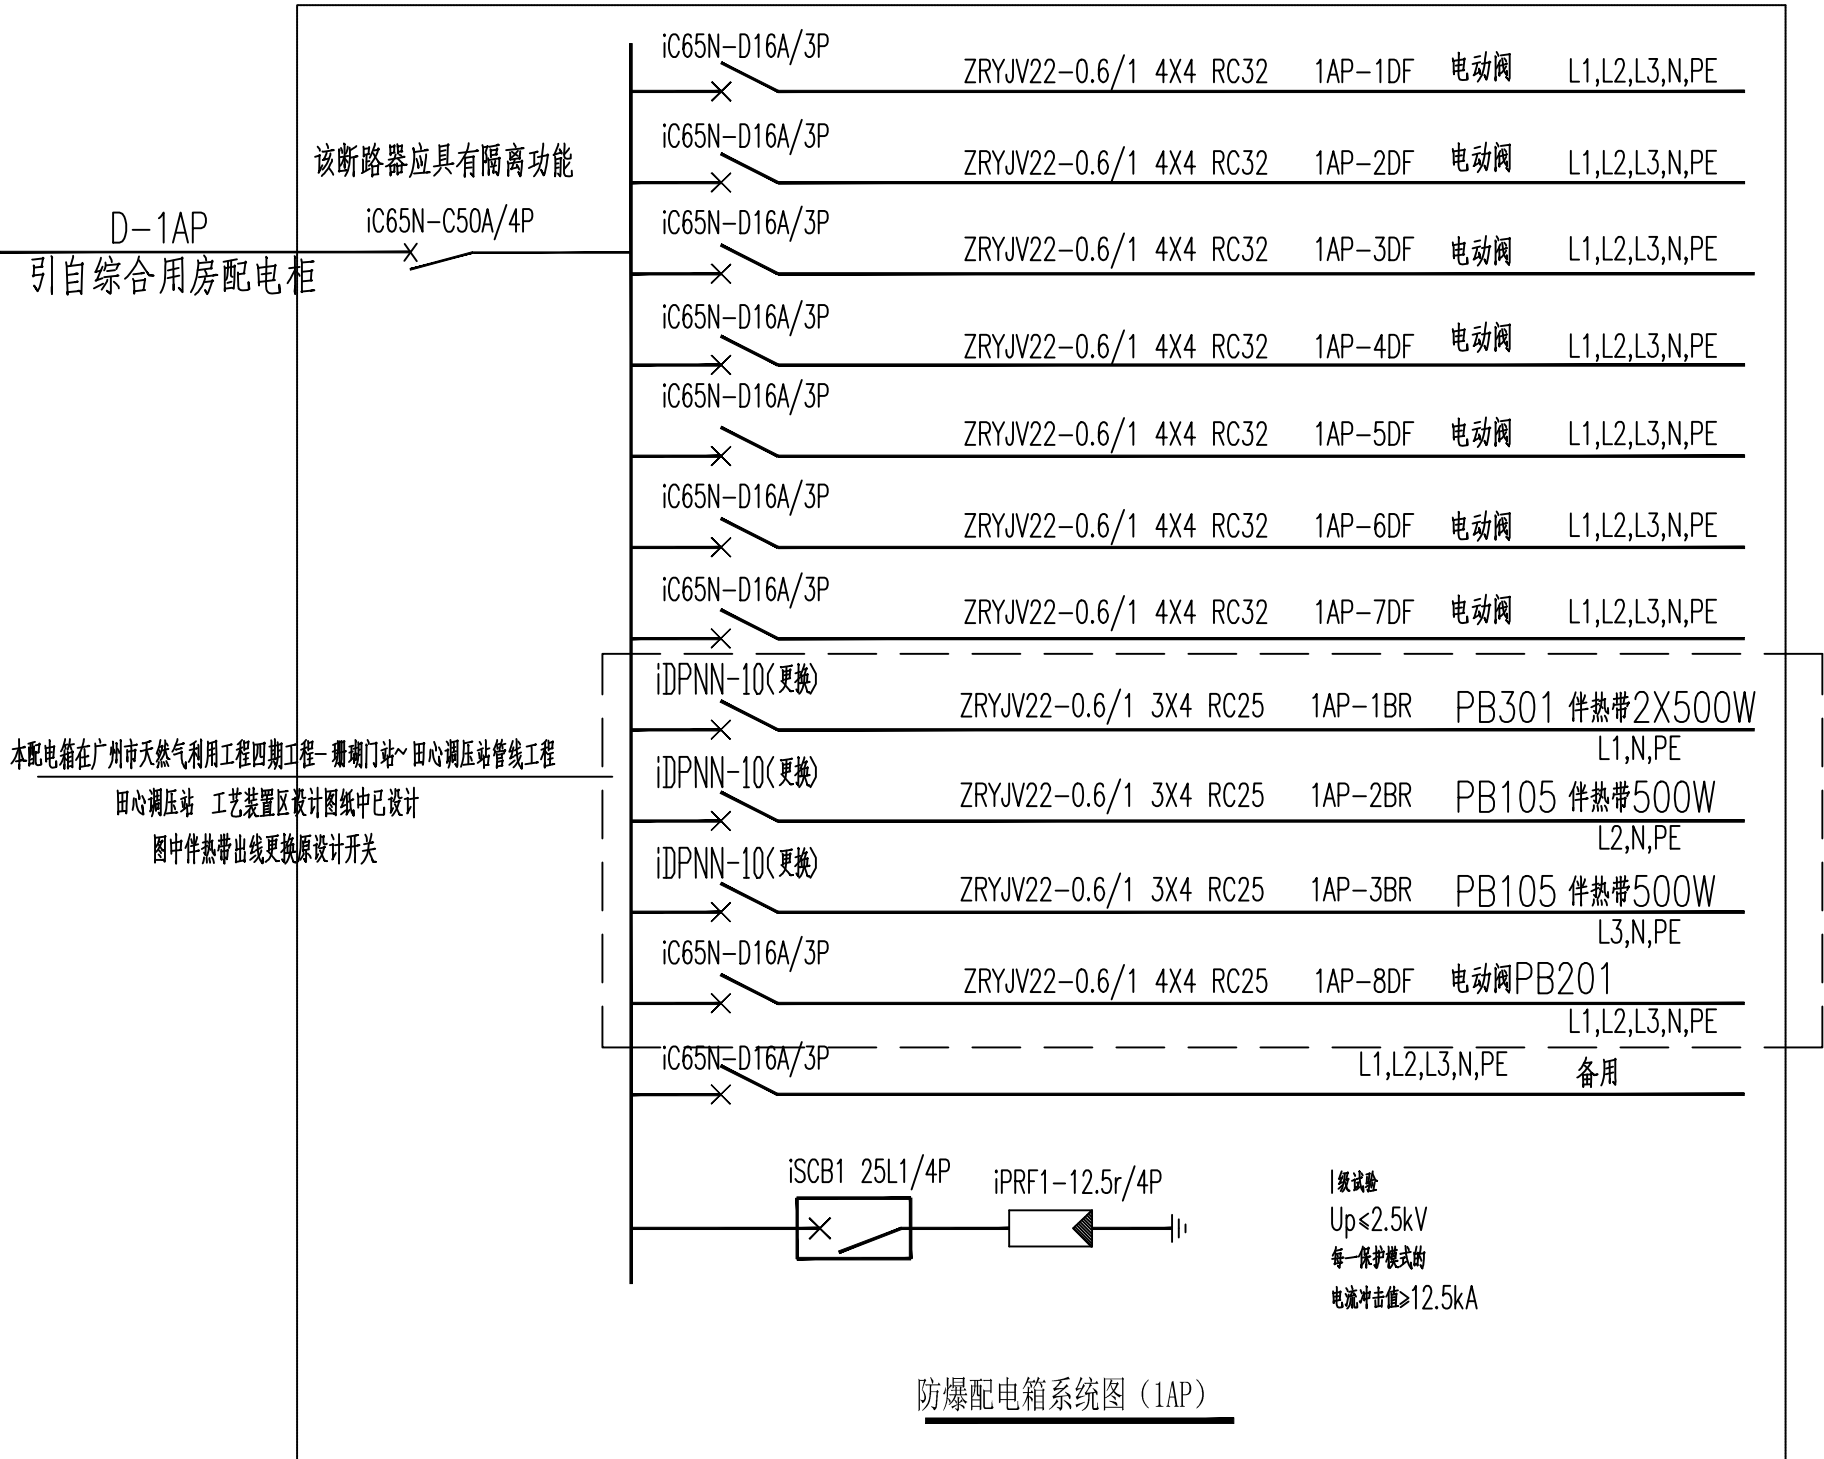 iC65N-D16A/3P
ZRYJV22-0.6/1 4X4 RC32 1AP-1DF 电动阀 L1,L2,L3,N,PE
iC65N-D16A/3P
ZRYJV22-0.6/1 4X4 RC32 1AP-2DF 电动阀 L1,L2,L3,N,PE
该断路器应具有隔离功能
D-1AP
iC65N-C50A/4P
引自综合用房配电柜
iC65N-D16A/3P
ZRYJV22-0.6/1 4X4 RC32 1AP-3DF 电动阀 L1,L2,L3,N,PE
iC65N-D16A/3P
ZRYJV22-0.6/1 4X4 RC32 1AP-4DF 电动阀 L1,L2,L3,N,PE
iC65N-D16A/3P
ZRYJV22-0.6/1 4X4 RC32 1AP-5DF 电动阀 L1,L2,L3,N,PE
iC65N-D16A/3P
ZRYJV22-0.6/1 4X4 RC32 1AP-6DF 电动阀 L1,L2,L3,N,PE
iC65N-D16A/3P
ZRYJV22-0.6/1 4X4 RC32 1AP-7DF 电动阀 L1,L2,L3,N,PE
iDPNN-10(更换)
ZRYJV22-0.6/1 3X4 RC25 1AP-1BR PB301 伴热带2X500W
L1,N,PE
本配电箱在广州市天然气利用工程四期工程-珊瑚门站~田心调压站管线工程
田心调压站 工艺装置区设计图纸中已设计
图中伴热带出线更换原设计开关
iDPNN-10(更换)
ZRYJV22-0.6/1 3X4 RC25 1AP-2BR PB105 伴热带500W
L2,N,PE
iDPNN-10(更换)
ZRYJV22-0.6/1 3X4 RC25 1AP-3BR PB105 伴热带500W
L3,N,PE
iC65N-D16A/3P
ZRYJV22-0.6/1 4X4 RC25 1AP-8DF 电动阀PB201
L1,L2,L3,N,PE
iC65N-D16A/3P
L1,L2,L3,N,PE 备用
iSCB1 25L1/4P
iPRF1-12.5r/4P
I级试验
Up≤2.5kV
每一保护模式的
电流冲击值≥12.5kA
防爆配电箱系统图（1AP）